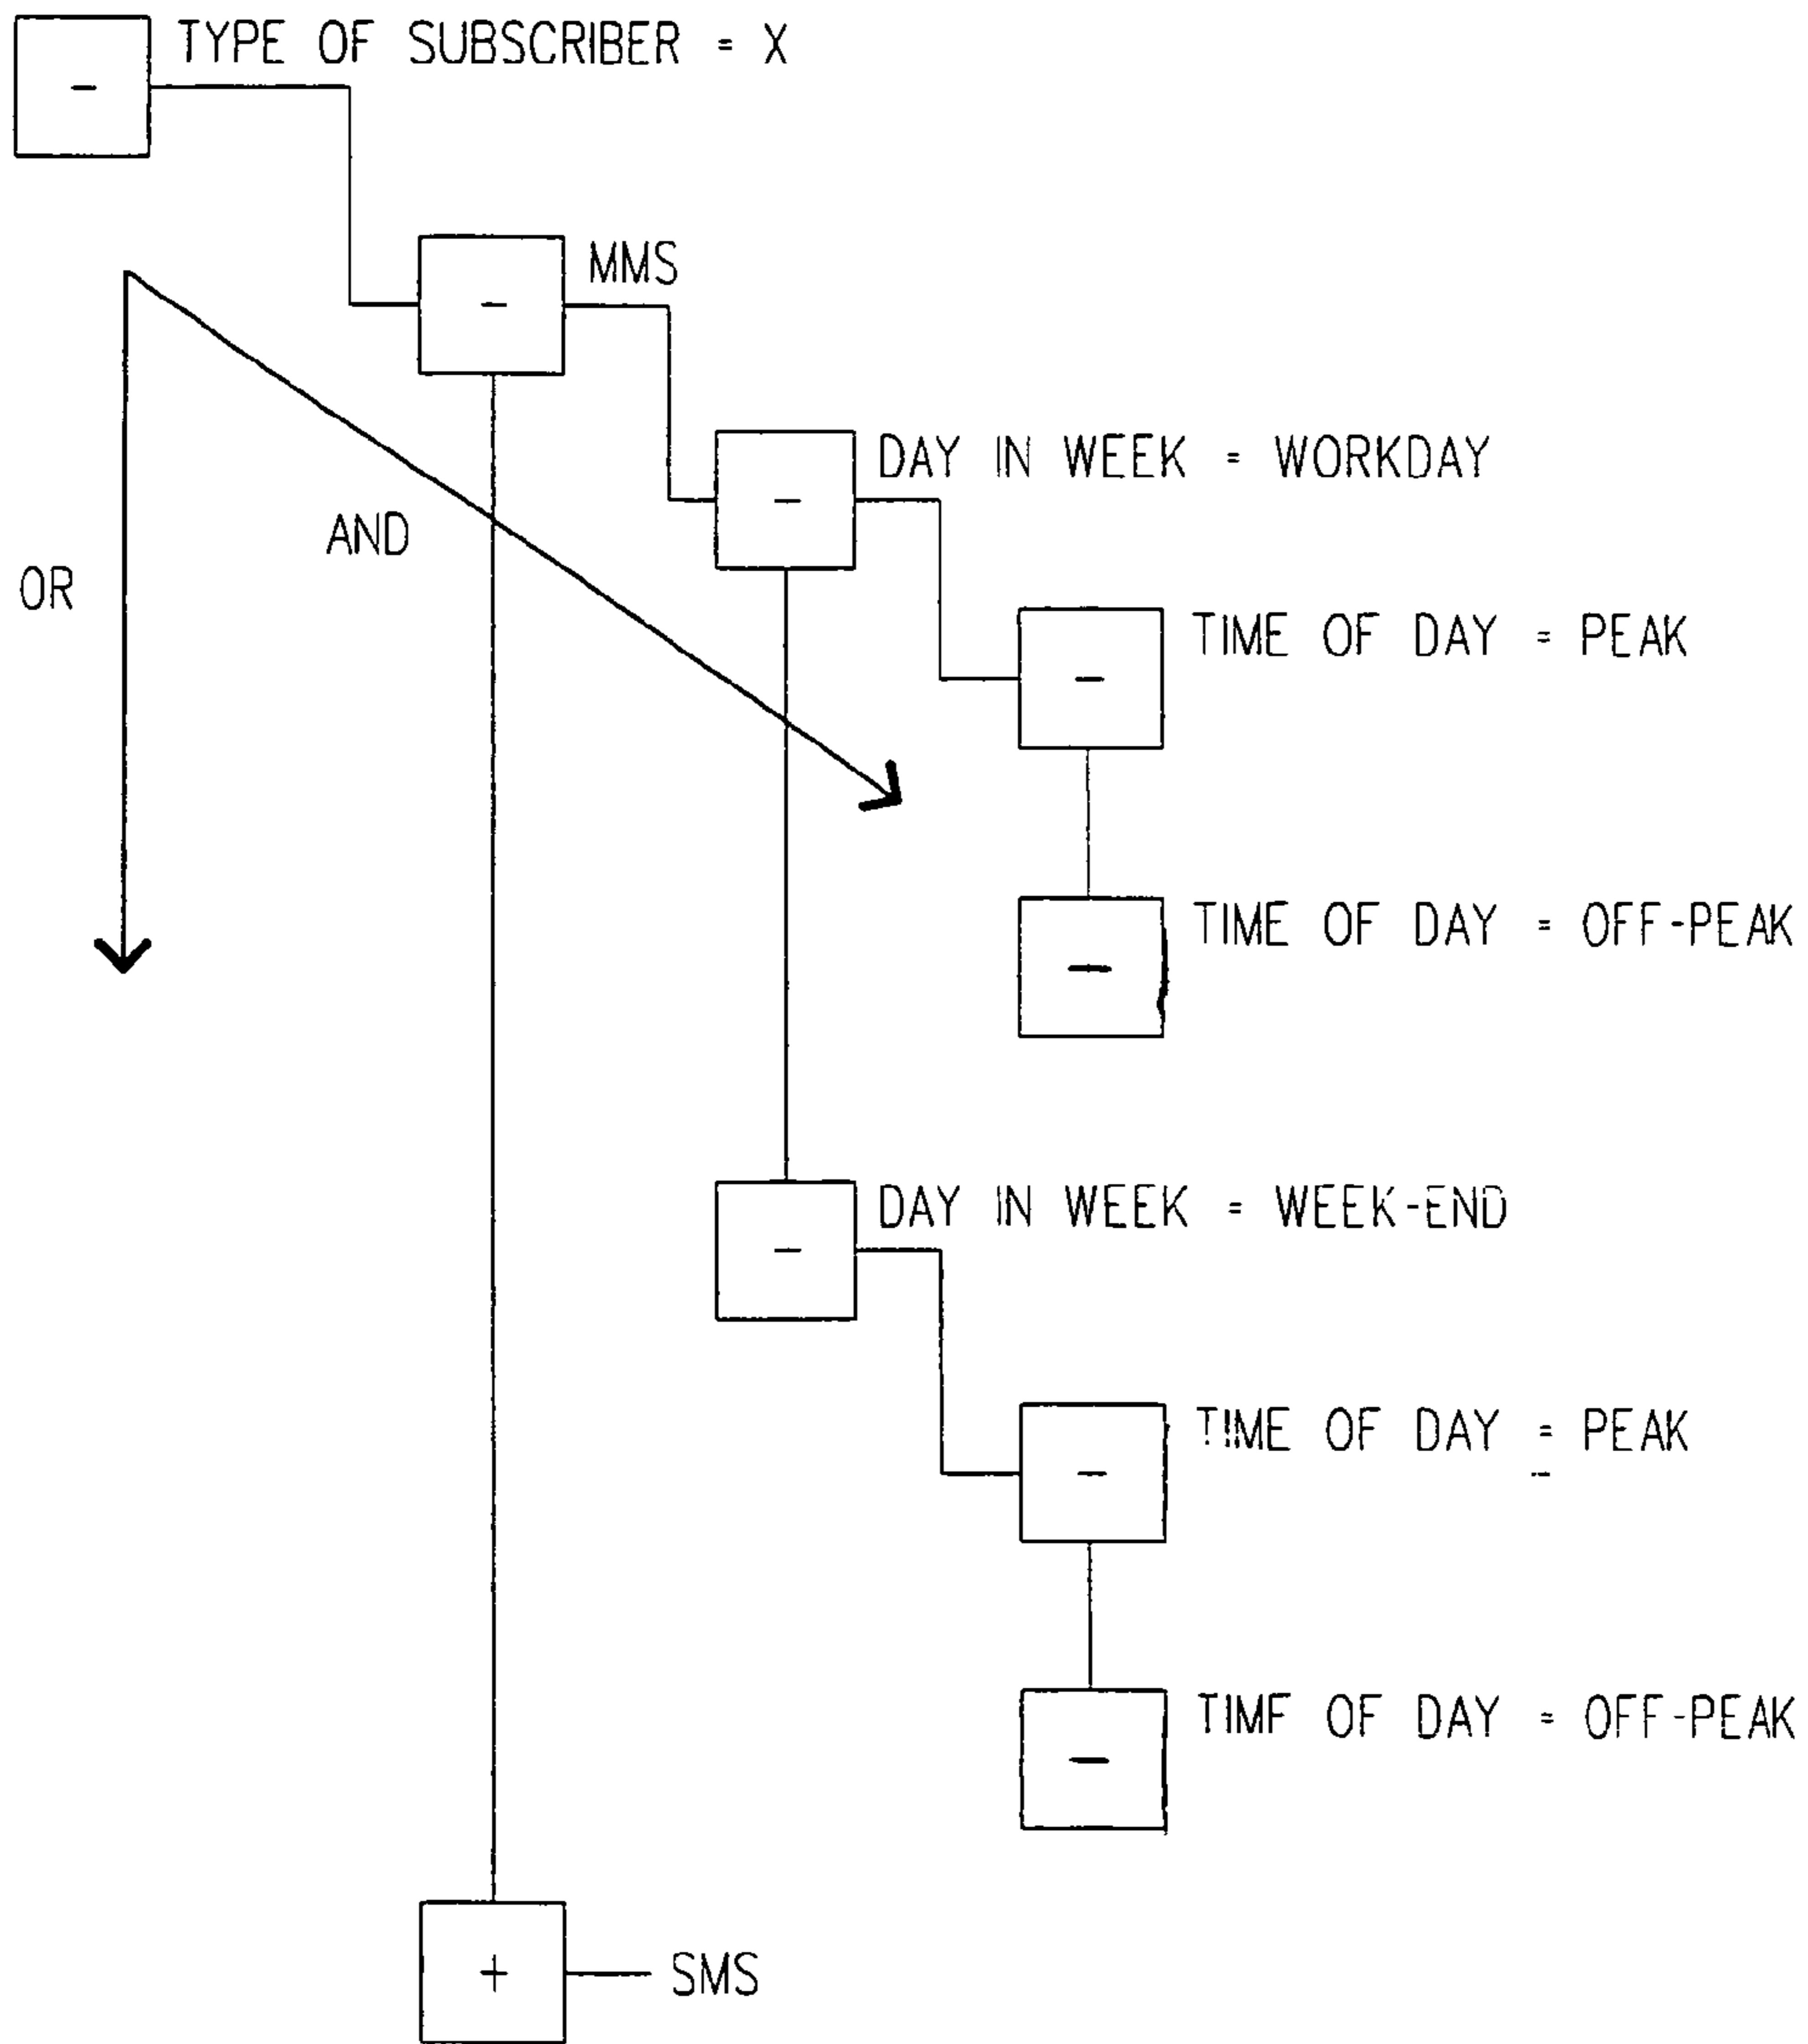 TYPE OF SUBSCRIBER = X
-
MMS
-
DAY IN WEEK = WORKDAY
-
AND
OR
TIME OF DAY = PEAK
-
TIME OF DAY = OFF-PEAK
-
DAY IN WEEK = WEEK-END
-
TIME OF DAY = PEAK
-
TIMF OF DAY = OFF-PEAK
-
+ SMS